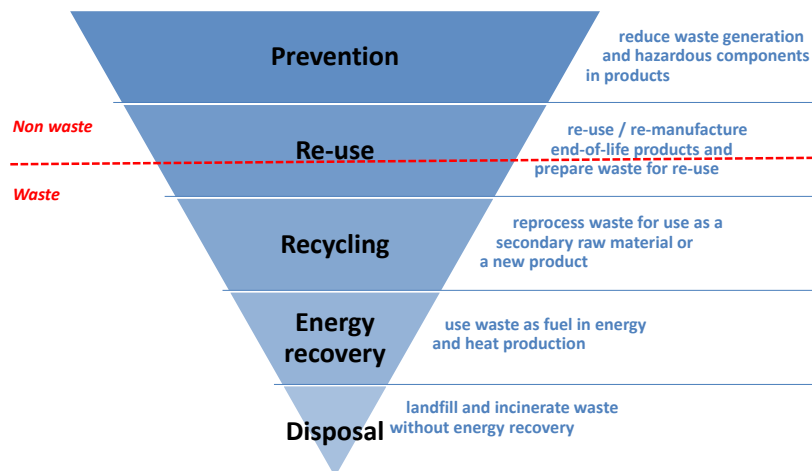 Prevention
reduce waste generation
and hazardous components
in products
Non waste
Re-use
re-use / re-manufacture
end-of-life products and
prepare waste for re-use
Waste
Recycling
reprocess waste for use as a
secondary raw material or
a new product
Energy
recovery
use waste as fuel in energy
and heat production
Disposal
landfill and incinerate waste
without energy recovery